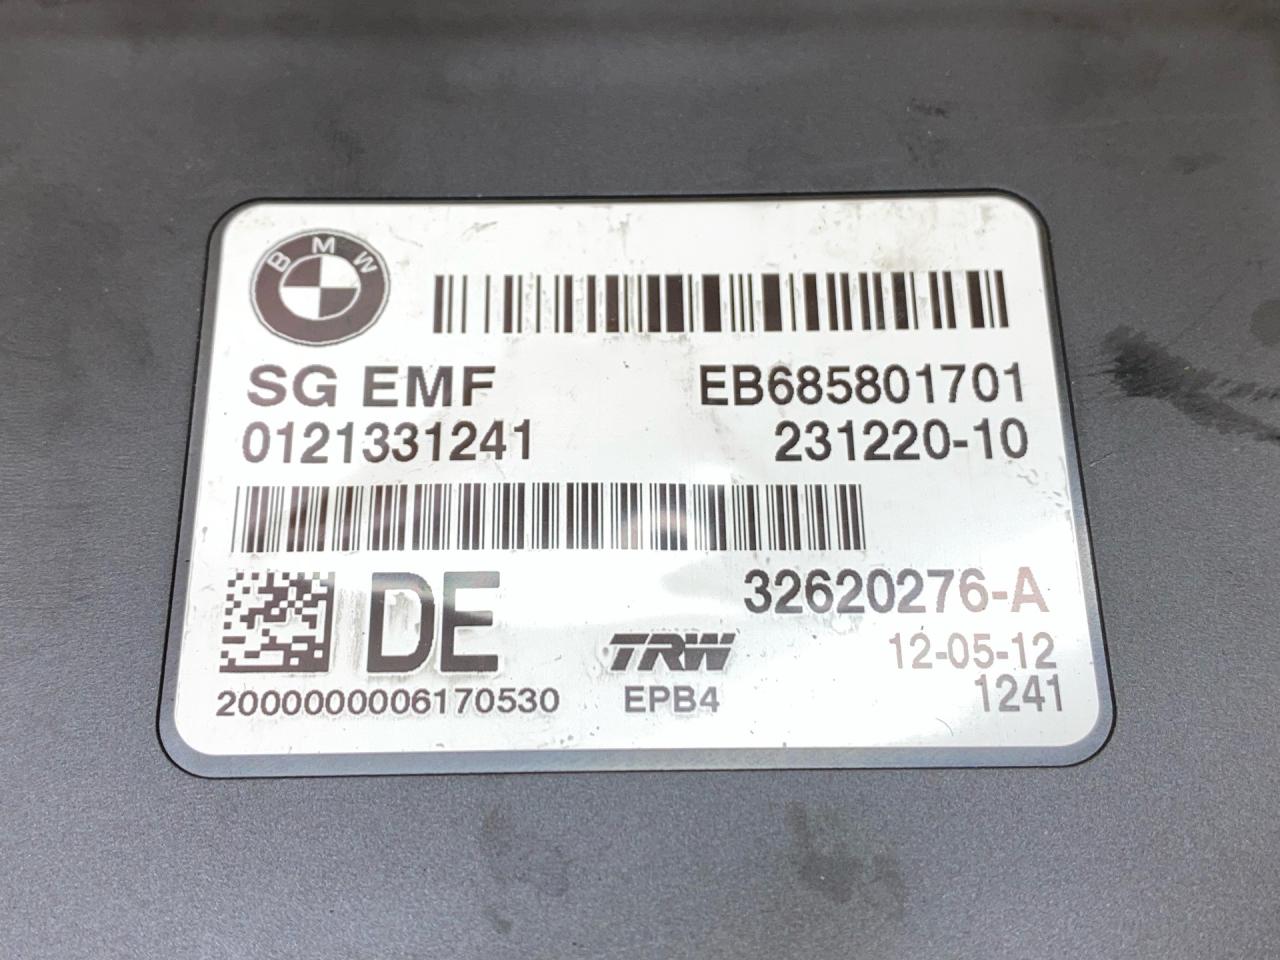 BMW
SG EMF EB685801701
0121331241 231220-10
DE 32620276-A
TRW 12-05-12
2000000006170530 EPB4 1241